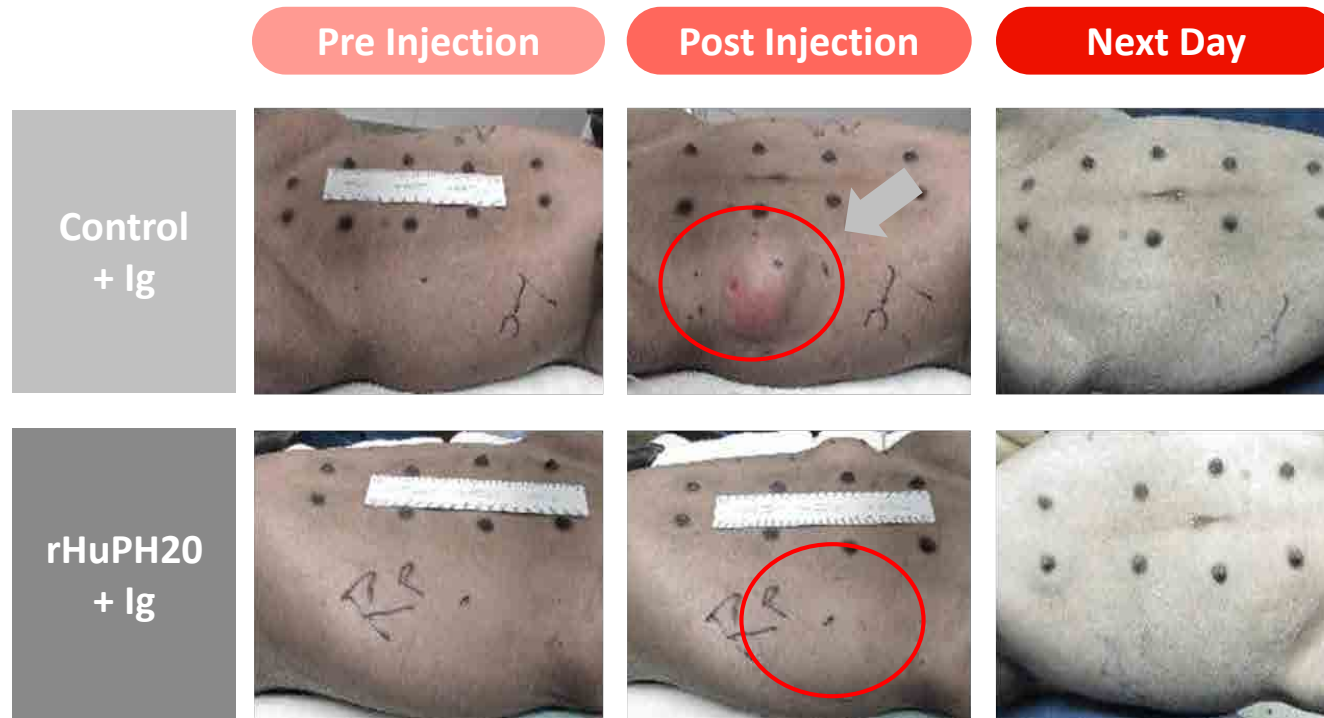 Pre Injection
Post Injection
Next Day
Control
+ Ig
rHuPH20
+ Ig